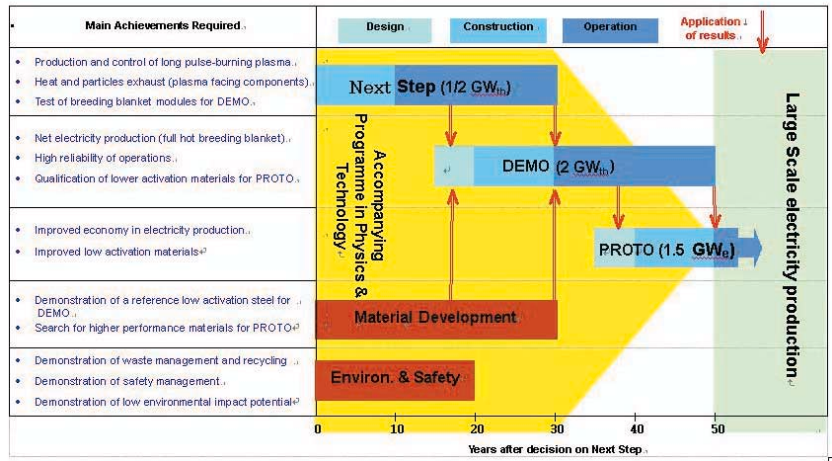 Main Achievements Required
Design
Construction
Operation
Application
of results
Production and control of long pulse-burning plasma
Heat and particles exhaust (plasma facing components)
Test of breeding blanket modules for DEMO.
Next Step (1/2 GWth)
Net electricity production (full hot breeding blanket).
High reliability of operations
Qualification of lower activation materials for PROTO
DEMO (2 GWth)
Accompanying
Programme in Physics &
Technology
Improved economy in electricity production.
Improved low activation materials
PROTO (1.5 GWe)
Large Scale electricity production
Demonstration of a reference low activation steel for
DEMO.
Search for higher performance materials for PROTO
Material Development
Demonstration of waste management and recycling
Demonstration of safety management.
Demonstration of low environmental impact potential
Environ. & Safety
0 10 20 30 40 50
Years after decision on Next Step